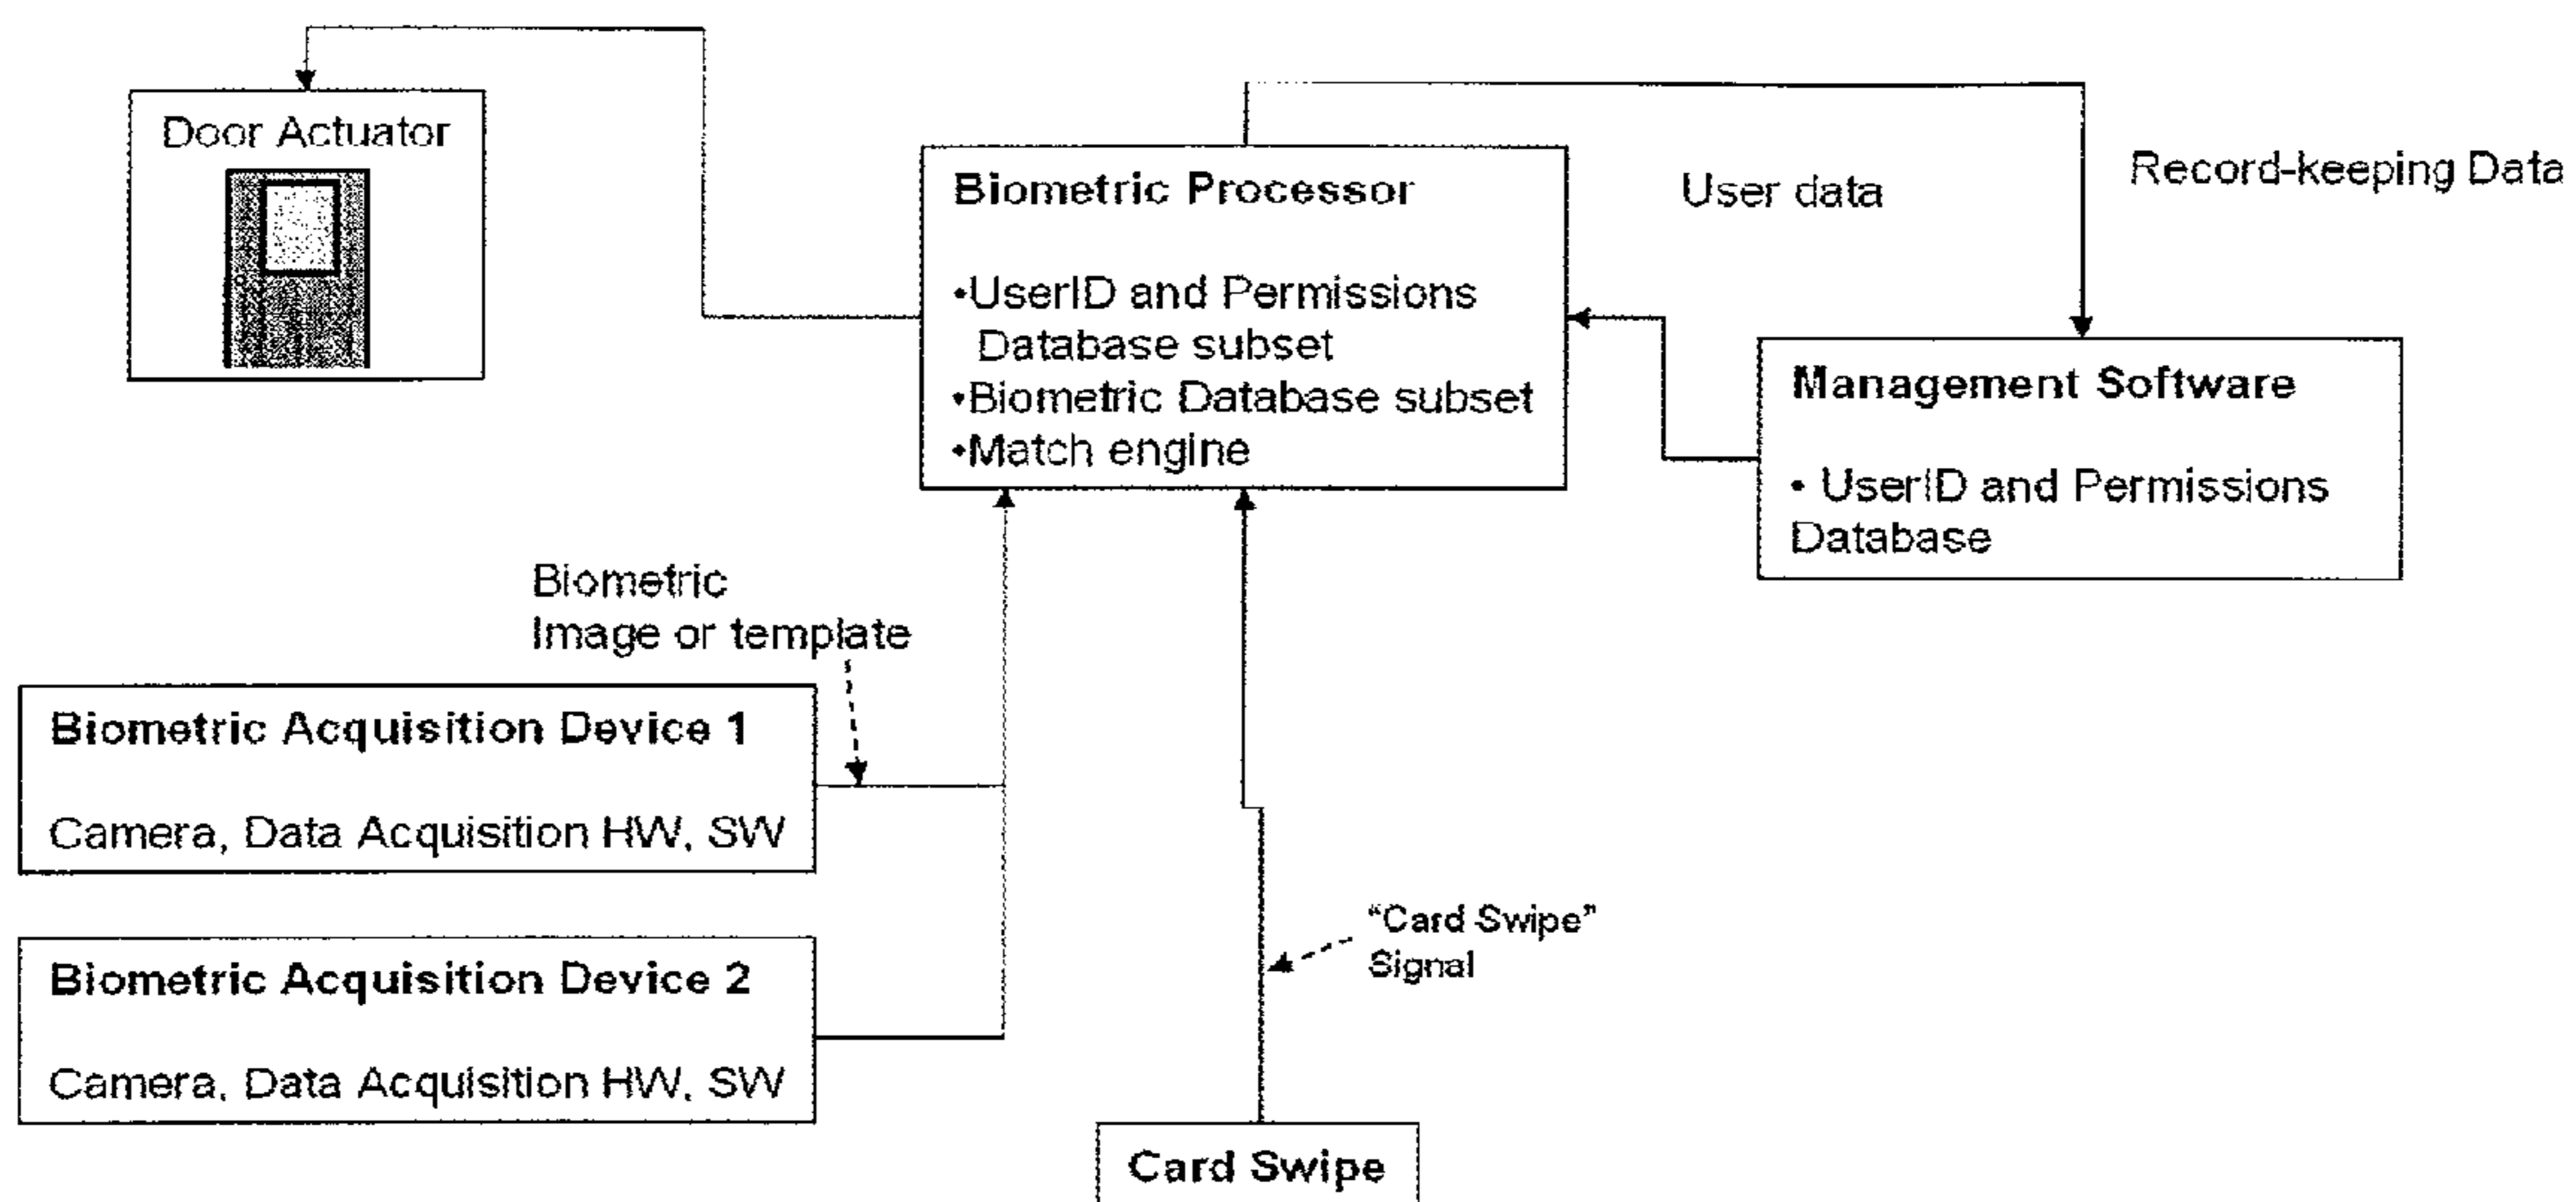 Door Actuator
Biometric Processor
•UserID and Permissions
Database subset
•Biometric Database subset
•Match engine
User data
Record-keeping Data
Management Software
• UserID and Permissions
Database
Biometric
Image or template
Biometric Acquisition Device 1
Camera, Data Acquisition HW, SW
Biometric Acquisition Device 2
Camera, Data Acquisition HW, SW
“Card Swipe”
Signal
Card Swipe